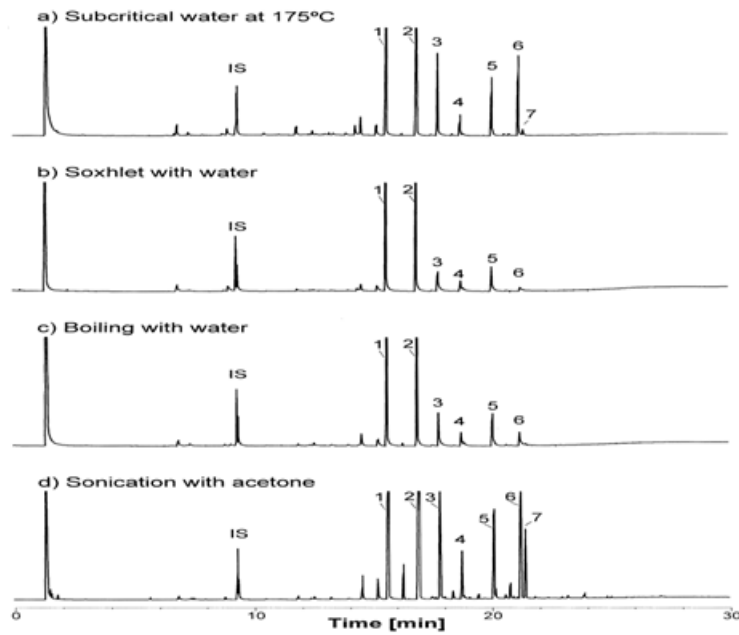 a) Subcritical water at 175ºC
IS
1
2
3
4
5
6
7
b) Soxhlet with water
IS
1
2
3
4
5
6
c) Boiling with water
IS
1
2
3
4
5
6
d) Sonication with acetone
IS
1
2
3
4
5
6
7
0 10 20 30
Time [min]